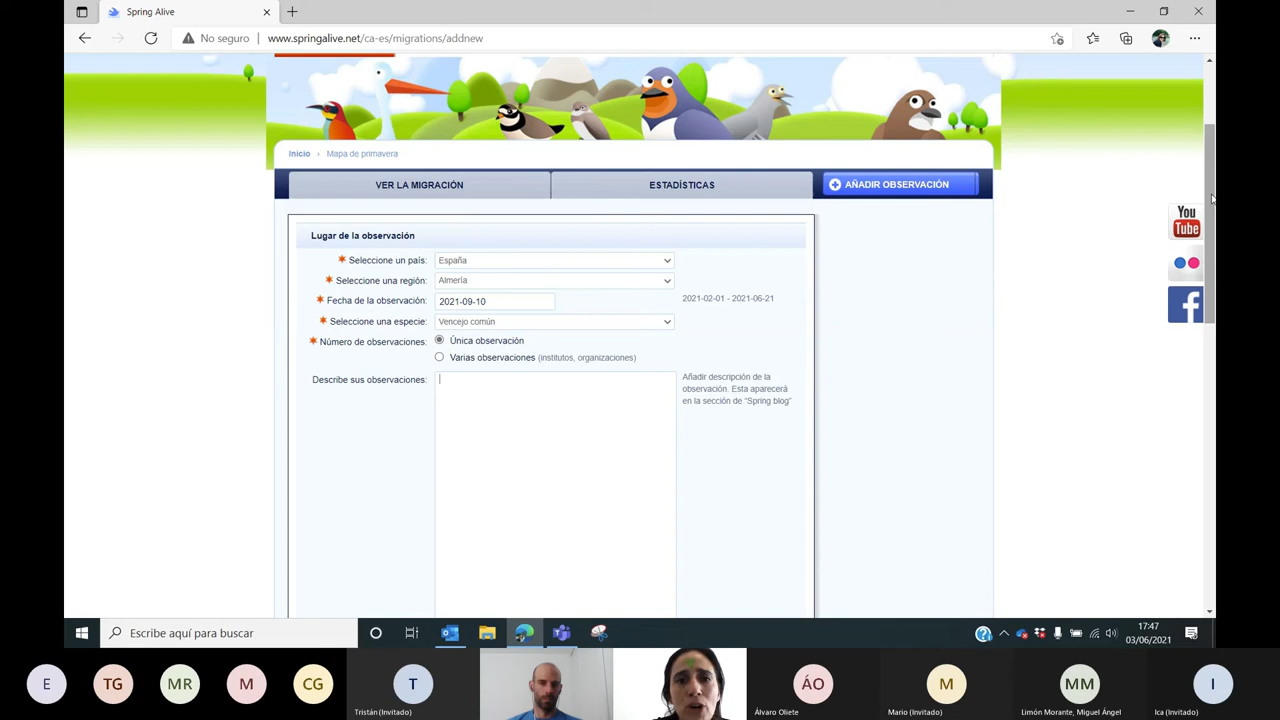 Spring Alive
No seguro
www.springalive.net/ca-es/migrations/addnew
Inicio › Mapa de primavera
VER LA MIGRACIÓN
ESTADÍSTICAS
AÑADIR OBSERVACIÓN
Lugar de la observación
Seleccione un país: España
Seleccione una región: Almería
Fecha de la observación: 2021-09-10
2021-02-01 - 2021-06-21
Seleccione una especie: Vencejo común
Número de observaciones: Única observación
Varias observaciones (institutos, organizaciones)
Describe sus observaciones:
Añadir descripción de la
observación. Esta aparecerá
en la sección de "Spring blog"
You
Tube
f
Escribe aquí para buscar
17:47
03/06/2021
E
TG
MR
M
CG
T
Tristán (Invitado)
ÁO
Álvaro Oliete
M
Mario (Invitado)
MM
Limón Morante, Miguel Ángel
I
Ica (Invitado)